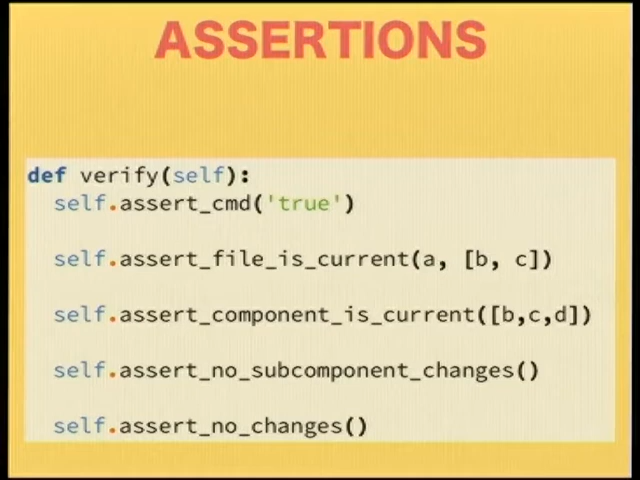 ASSERTIONS
def verify(self):
self.assert_cmd('true')
self.assert_file_is_current(a, [b, c])
self.assert_component_is_current([b,c,d])
self.assert_no_subcomponent_changes()
self.assert_no_changes()